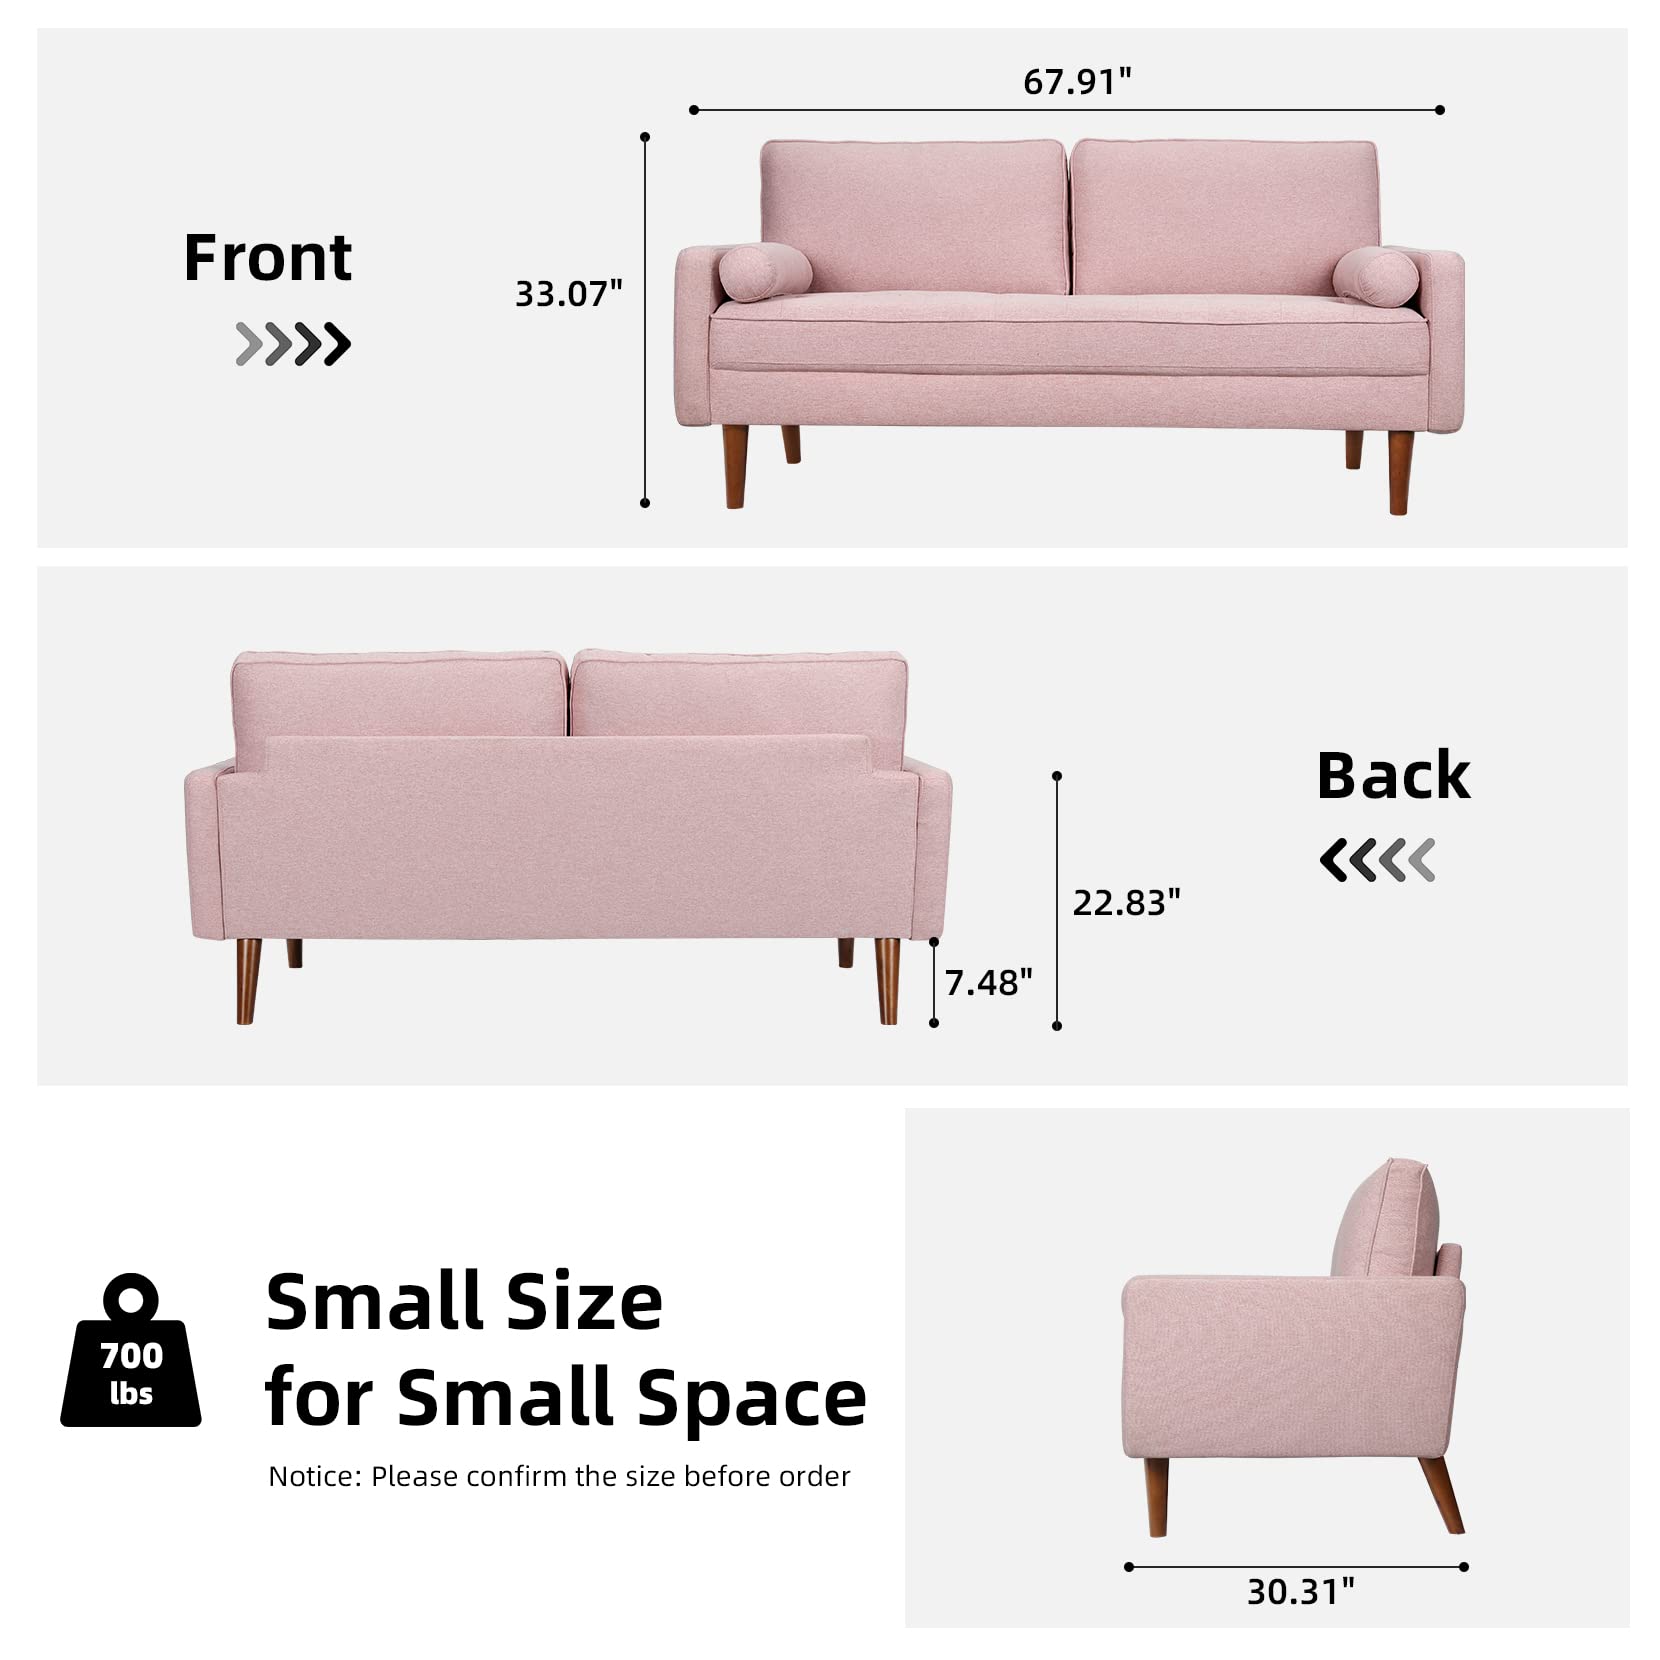 67.91"
Front
33.07"
Back
22.83"
7.48"
700
lbs
Small Size
for Small Space
Notice: Please confirm the size before order
30.31"